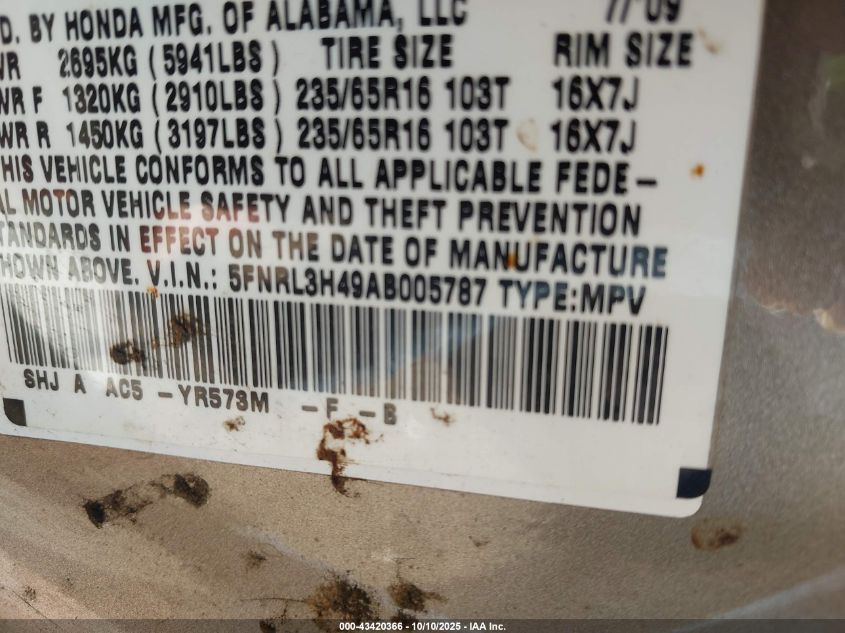 D. BY HONDA MFG. OF ALABAMA, LLC 7/'09
WR 2695KG (5941LBS) TIRE SIZE RIM SIZE
WR F 1320KG (2910LBS) 235/65R16 103T 16X7J
WR R 1450KG (3197LBS) 235/65R16 103T 16X7J
THIS VEHICLE CONFORMS TO ALL APPLICABLE FEDE-
AL MOTOR VEHICLE SAFETY AND THEFT PREVENTION
TANDARDS IN EFFECT ON THE DATE OF MANUFACTURE
HOWN ABOVE. V.I.N.: 5FNRL3H49AB005787 TYPE:MPV
SHJ A AC5 -YR573M -F -B
000-43420366 - 10/10/2025 - IAA Inc.